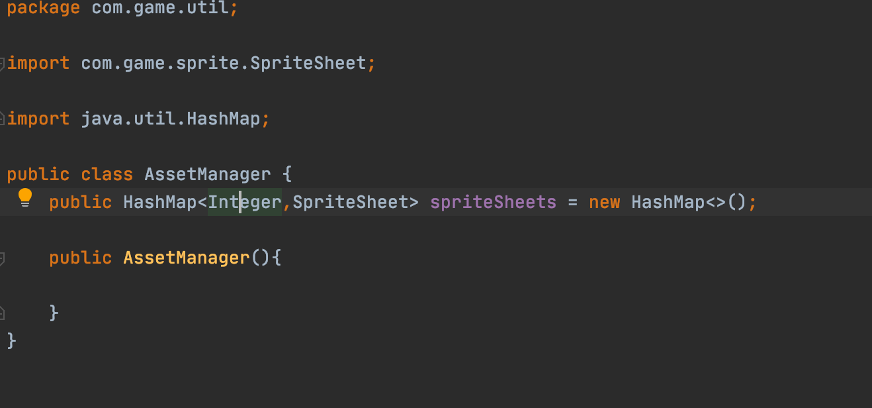 package com.game.util;
import com.game.sprite.SpriteSheet;
import java.util.HashMap;
public class AssetManager {
public HashMap<Integer,SpriteSheet> spriteSheets = new HashMap<>();
public AssetManager(){
}
}